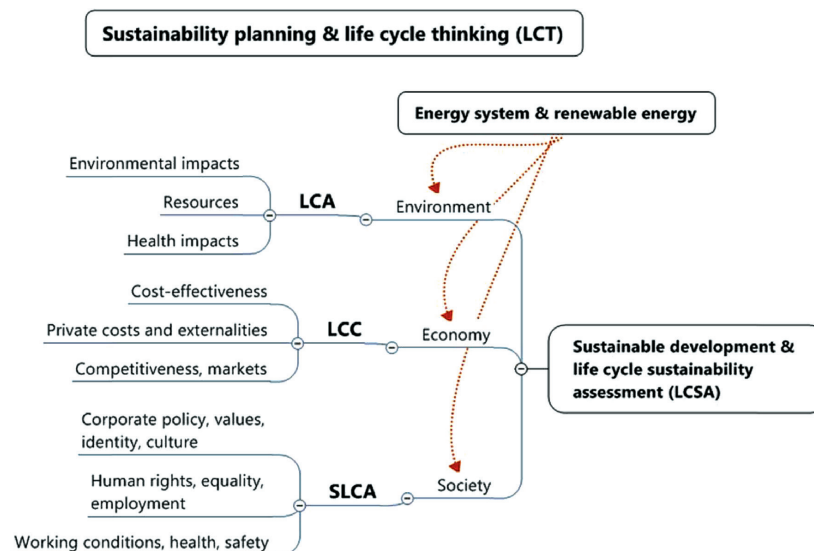 Sustainability planning & life cycle thinking (LCT)
Energy system & renewable energy
Environmental impacts
Resources
Health impacts
LCA
Environment
Cost-effectiveness
Private costs and externalities
Competitiveness, markets
LCC
Economy
Sustainable development &
life cycle sustainability
assessment (LCSA)
Corporate policy, values,
identity, culture
Human rights, equality,
employment
Working conditions, health, safety
SLCA
Society